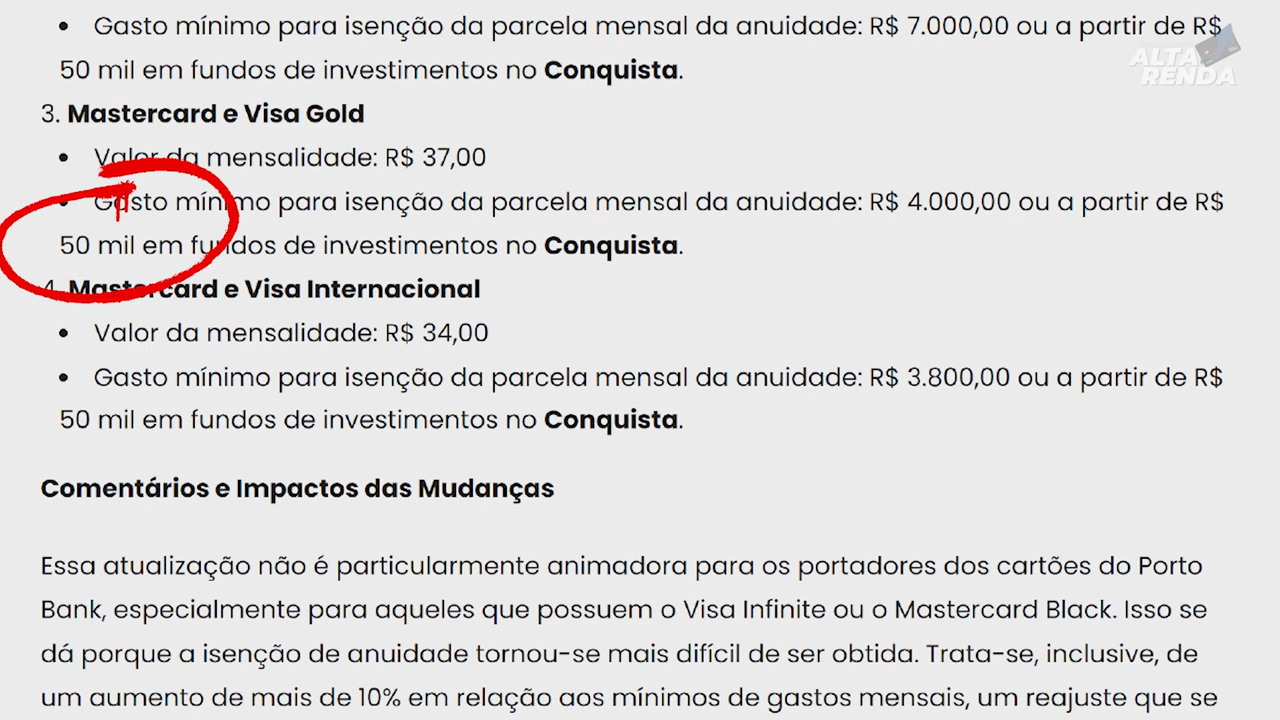 • Gasto mínimo para isenção da parcela mensal da anuidade: R$ 7.000,00 ou a partir de R$
50 mil em fundos de investimentos no Conquista.
ALTA
RENDA
3. Mastercard e Visa Gold
• Valor da mensalidade: R$ 37,00
• Gasto mínimo para isenção da parcela mensal da anuidade: R$ 4.000,00 ou a partir de R$
50 mil em fundos de investimentos no Conquista.
4. Mastercard e Visa Internacional
• Valor da mensalidade: R$ 34,00
• Gasto mínimo para isenção da parcela mensal da anuidade: R$ 3.800,00 ou a partir de R$
50 mil em fundos de investimentos no Conquista.
Comentários e Impactos das Mudanças
Essa atualização não é particularmente animadora para os portadores dos cartões do Porto
Bank, especialmente para aqueles que possuem o Visa Infinite ou o Mastercard Black. Isso se
dá porque a isenção de anuidade tornou-se mais difícil de ser obtida. Trata-se, inclusive, de
um aumento de mais de 10% em relação aos mínimos de gastos mensais, um reajuste que se